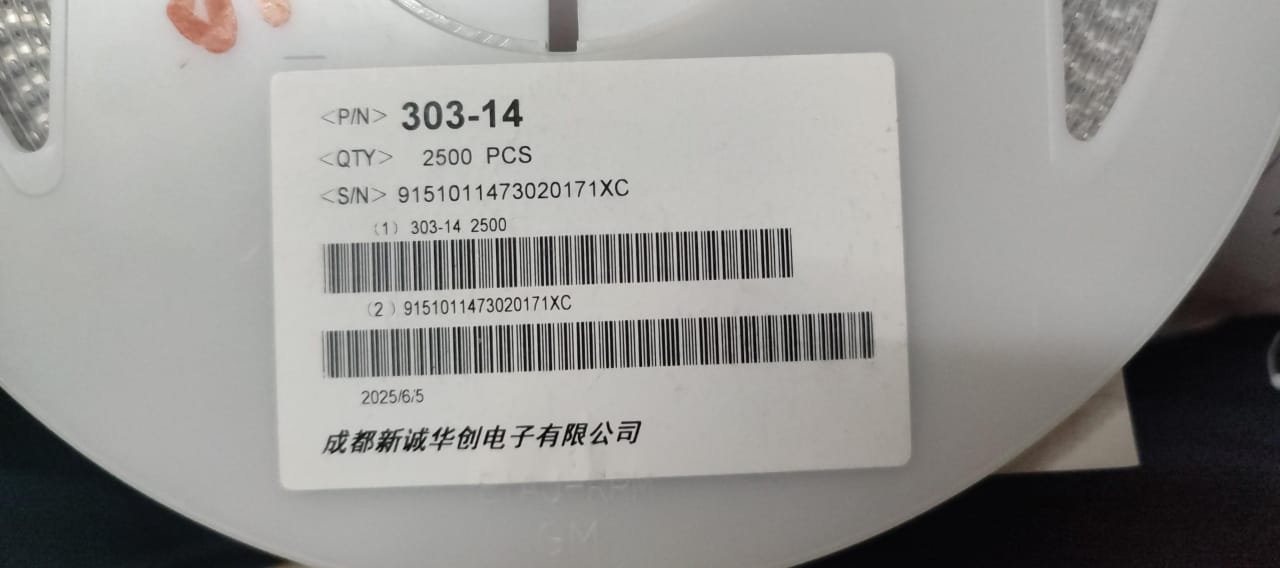 <P/N> 303-14
<QTY> 2500 PCS
<S/N> 9151011473020171XC
（1） 303-14 2500
（2）9151011473020171XC
2025/6/5
成都新诚华创电子有限公司
GM